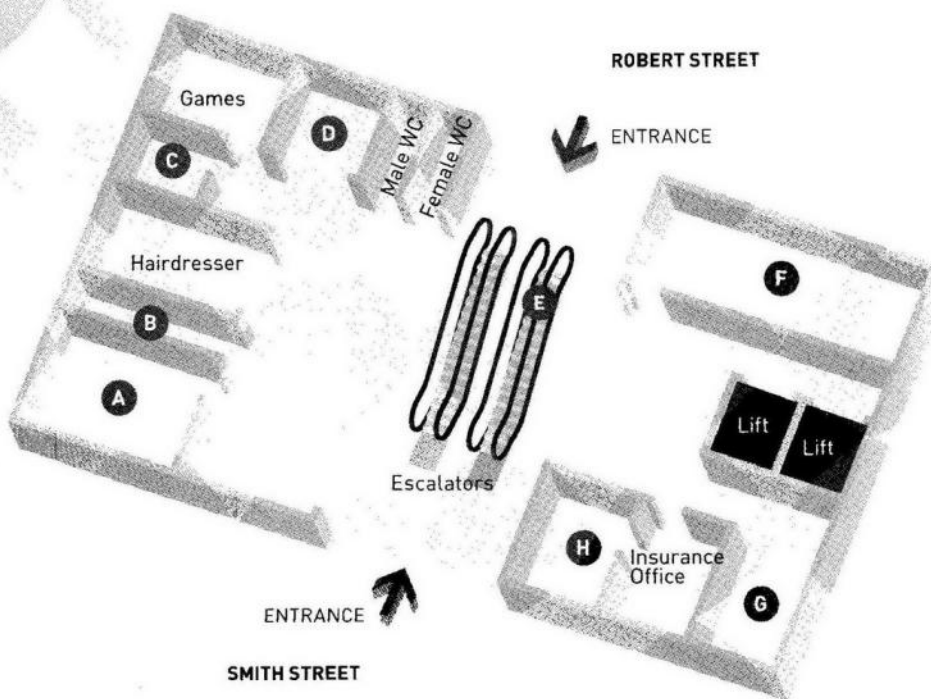 ROBERT STREET
ENTRANCE
Games
D
Male WC
Female WC
C
Hairdresser
B
A
E
F
Escalators
Lift
Lift
H
Insurance
Office
G
ENTRANCE
SMITH STREET